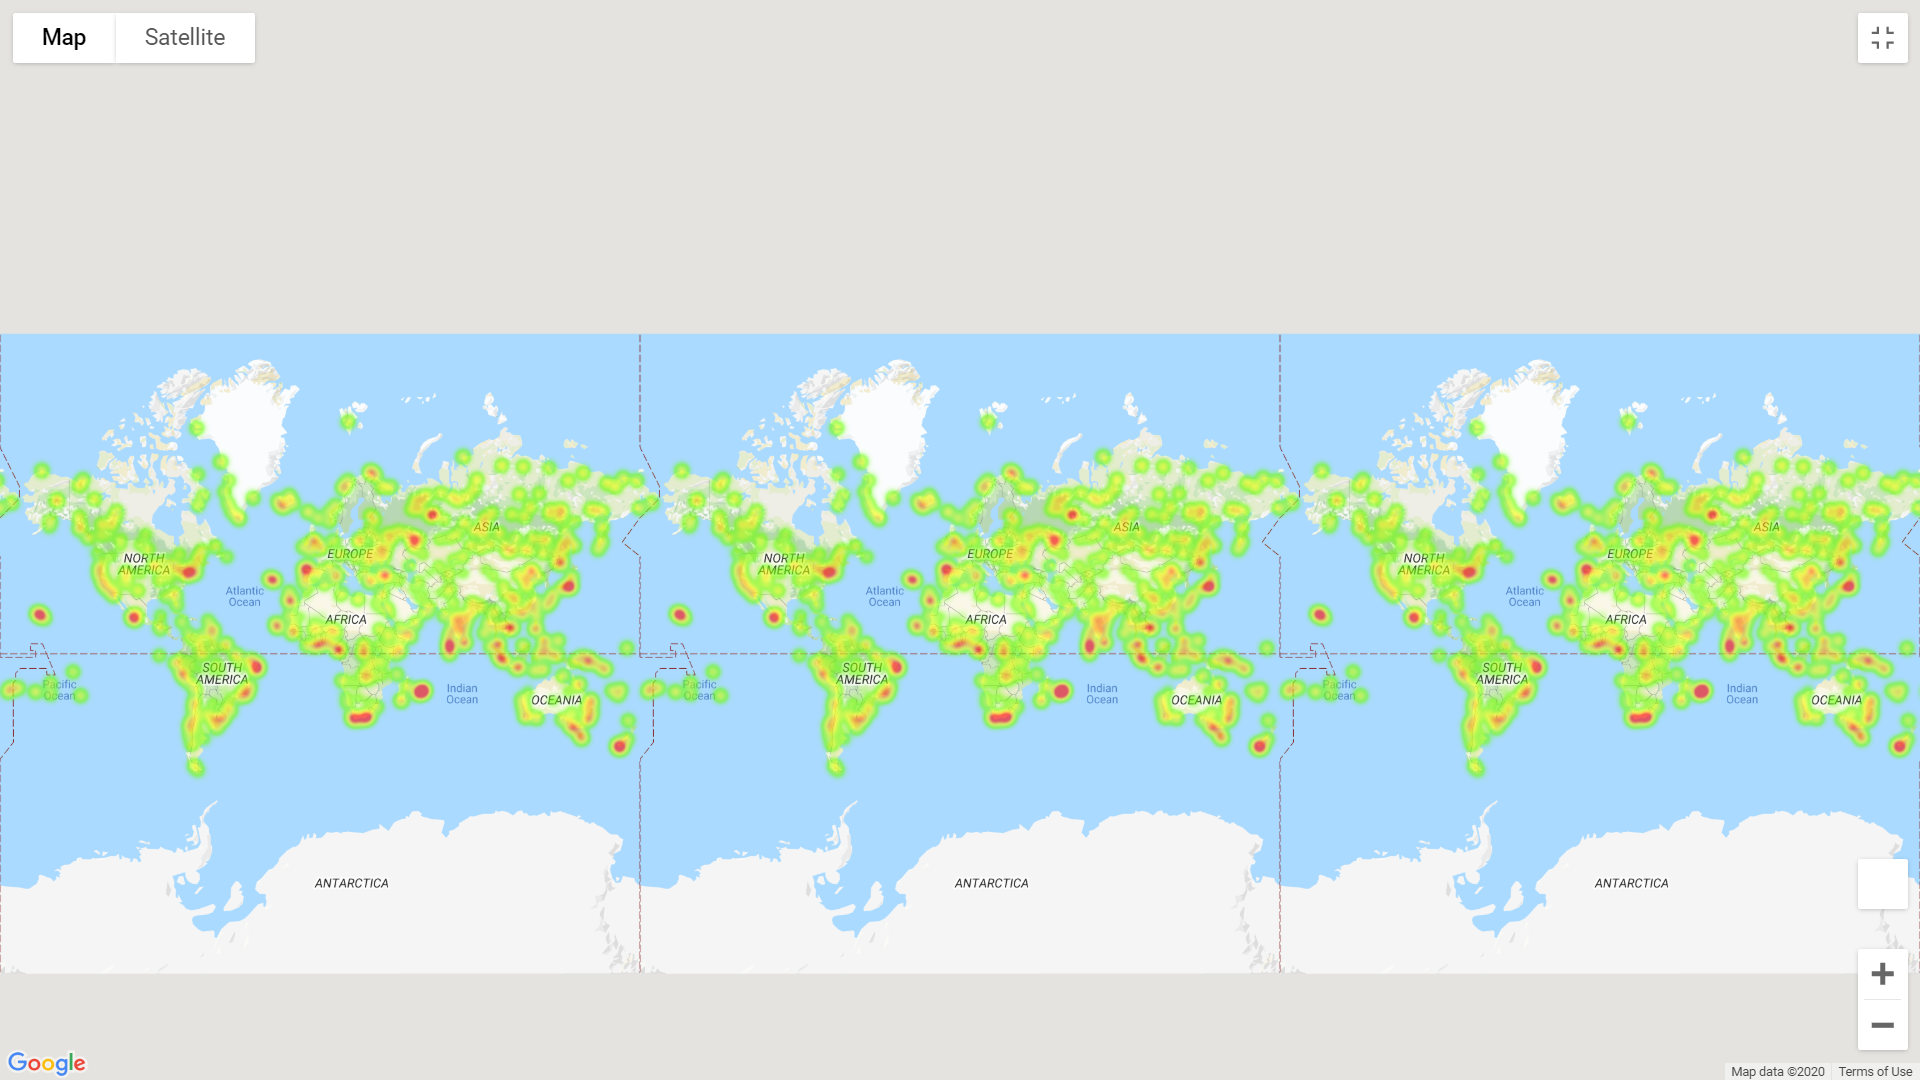 Map Satellite
NORTH
AMERICA
EUROPE
ASIA
Atlantic
Ocean
AFRICA
SOUTH
AMERICA
Pacific
Ocean
Indian
Ocean
OCEANIA
ANTARCTICA
NORTH
AMERICA
EUROPE
ASIA
Atlantic
Ocean
AFRICA
SOUTH
AMERICA
Pacific
Ocean
Indian
Ocean
OCEANIA
ANTARCTICA
NORTH
AMERICA
EUROPE
ASIA
Atlantic
Ocean
AFRICA
SOUTH
AMERICA
Pacific
Ocean
Indian
Ocean
OCEANIA
ANTARCTICA
Google
Map data ©2020 Terms of Use